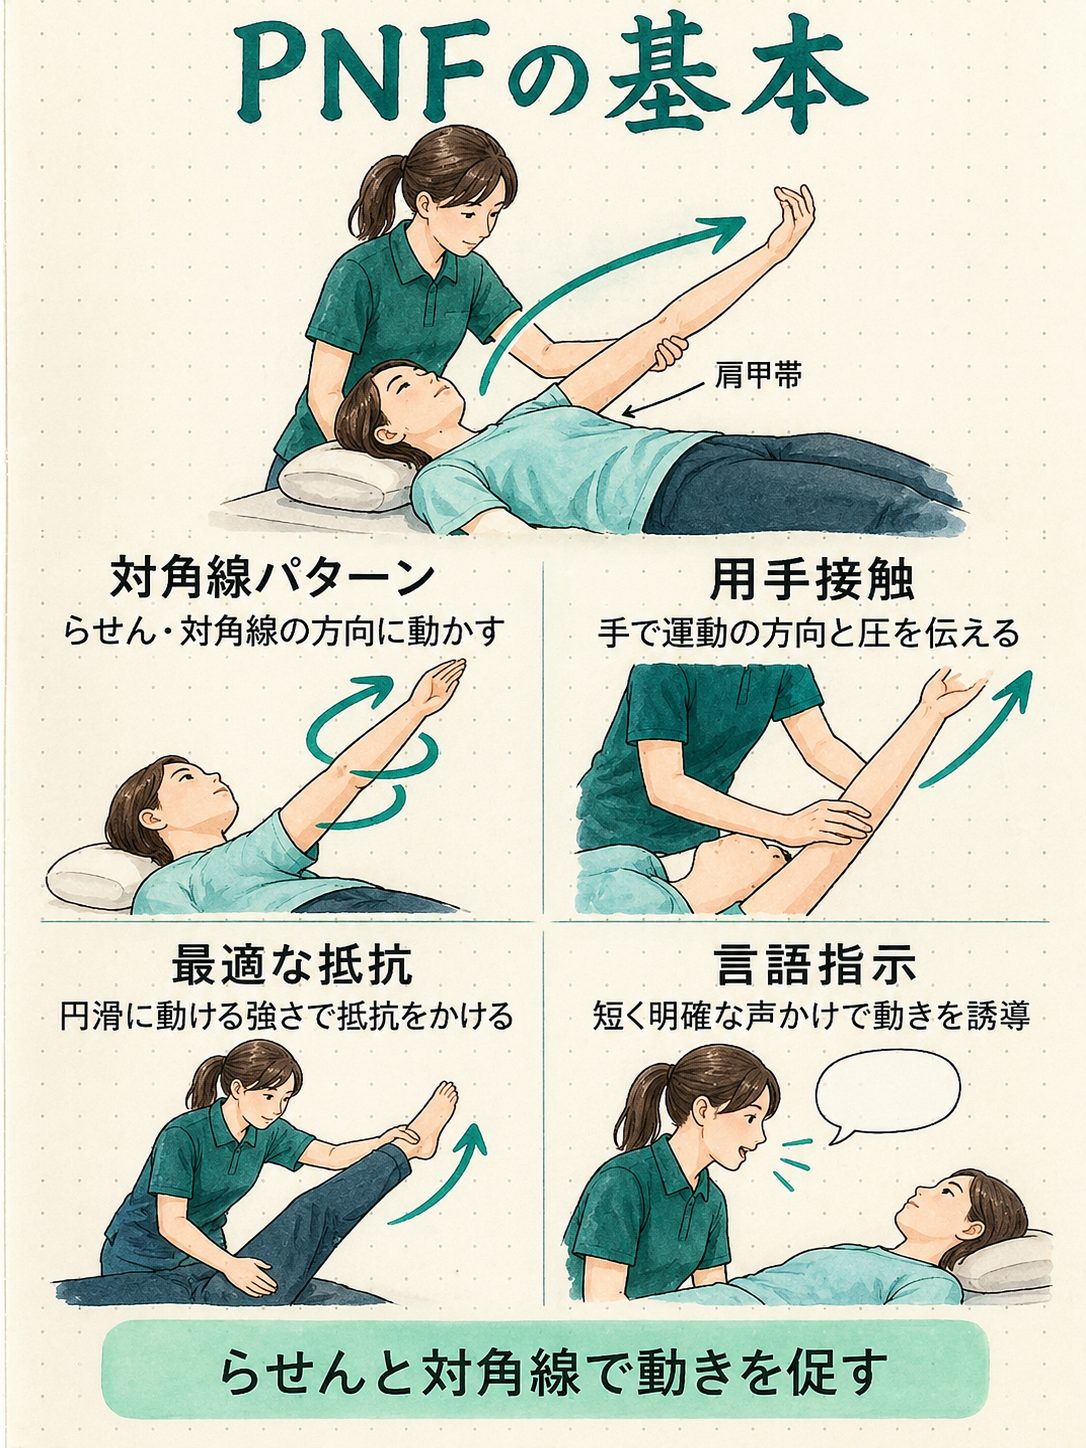 PNFの基本
肩甲帯
対角線パターン
らせん・対角線の方向に動かす
用手接触
手で運動の方向と圧を伝える
最適な抵抗
円滑に動ける強さで抵抗をかける
言語指示
短く明確な声かけで動きを誘導
らせんと対角線で動きを促す